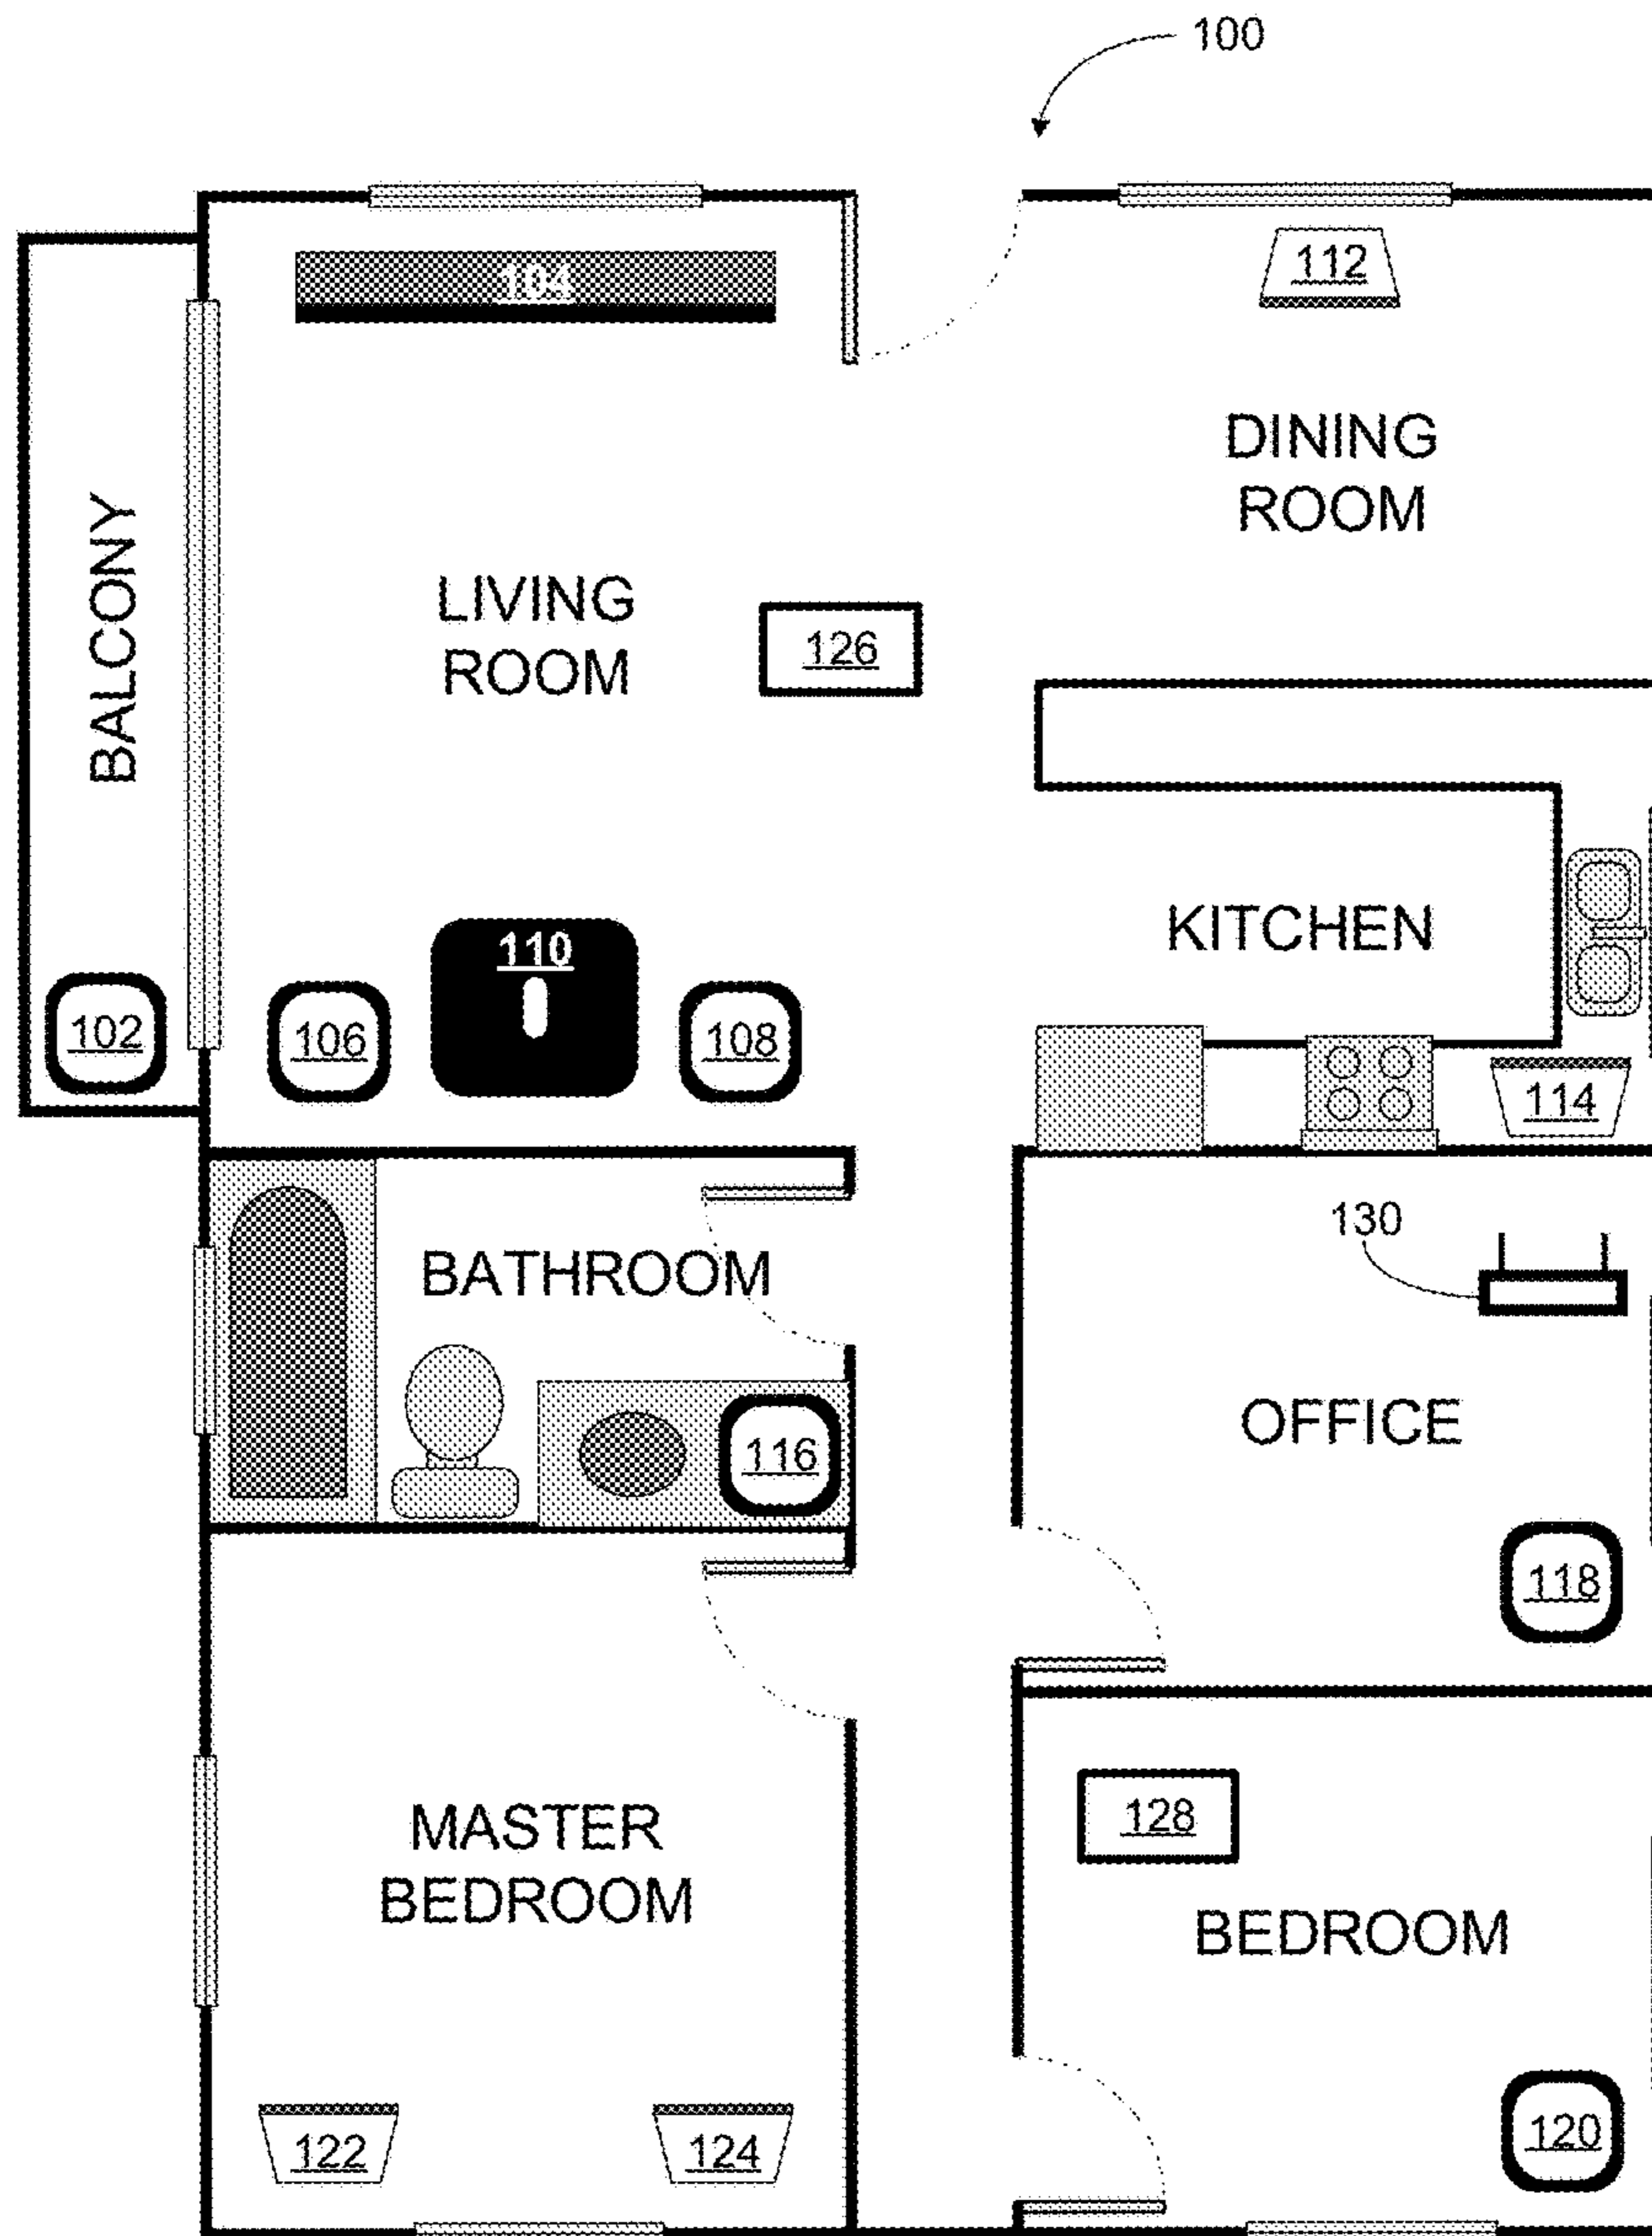 100
104
112
DINING
ROOM
BALCONY
LIVING
ROOM
126
KITCHEN
110
102
106
108
114
130
BATHROOM
OFFICE
116
118
128
MASTER
BEDROOM
BEDROOM
122
124
120